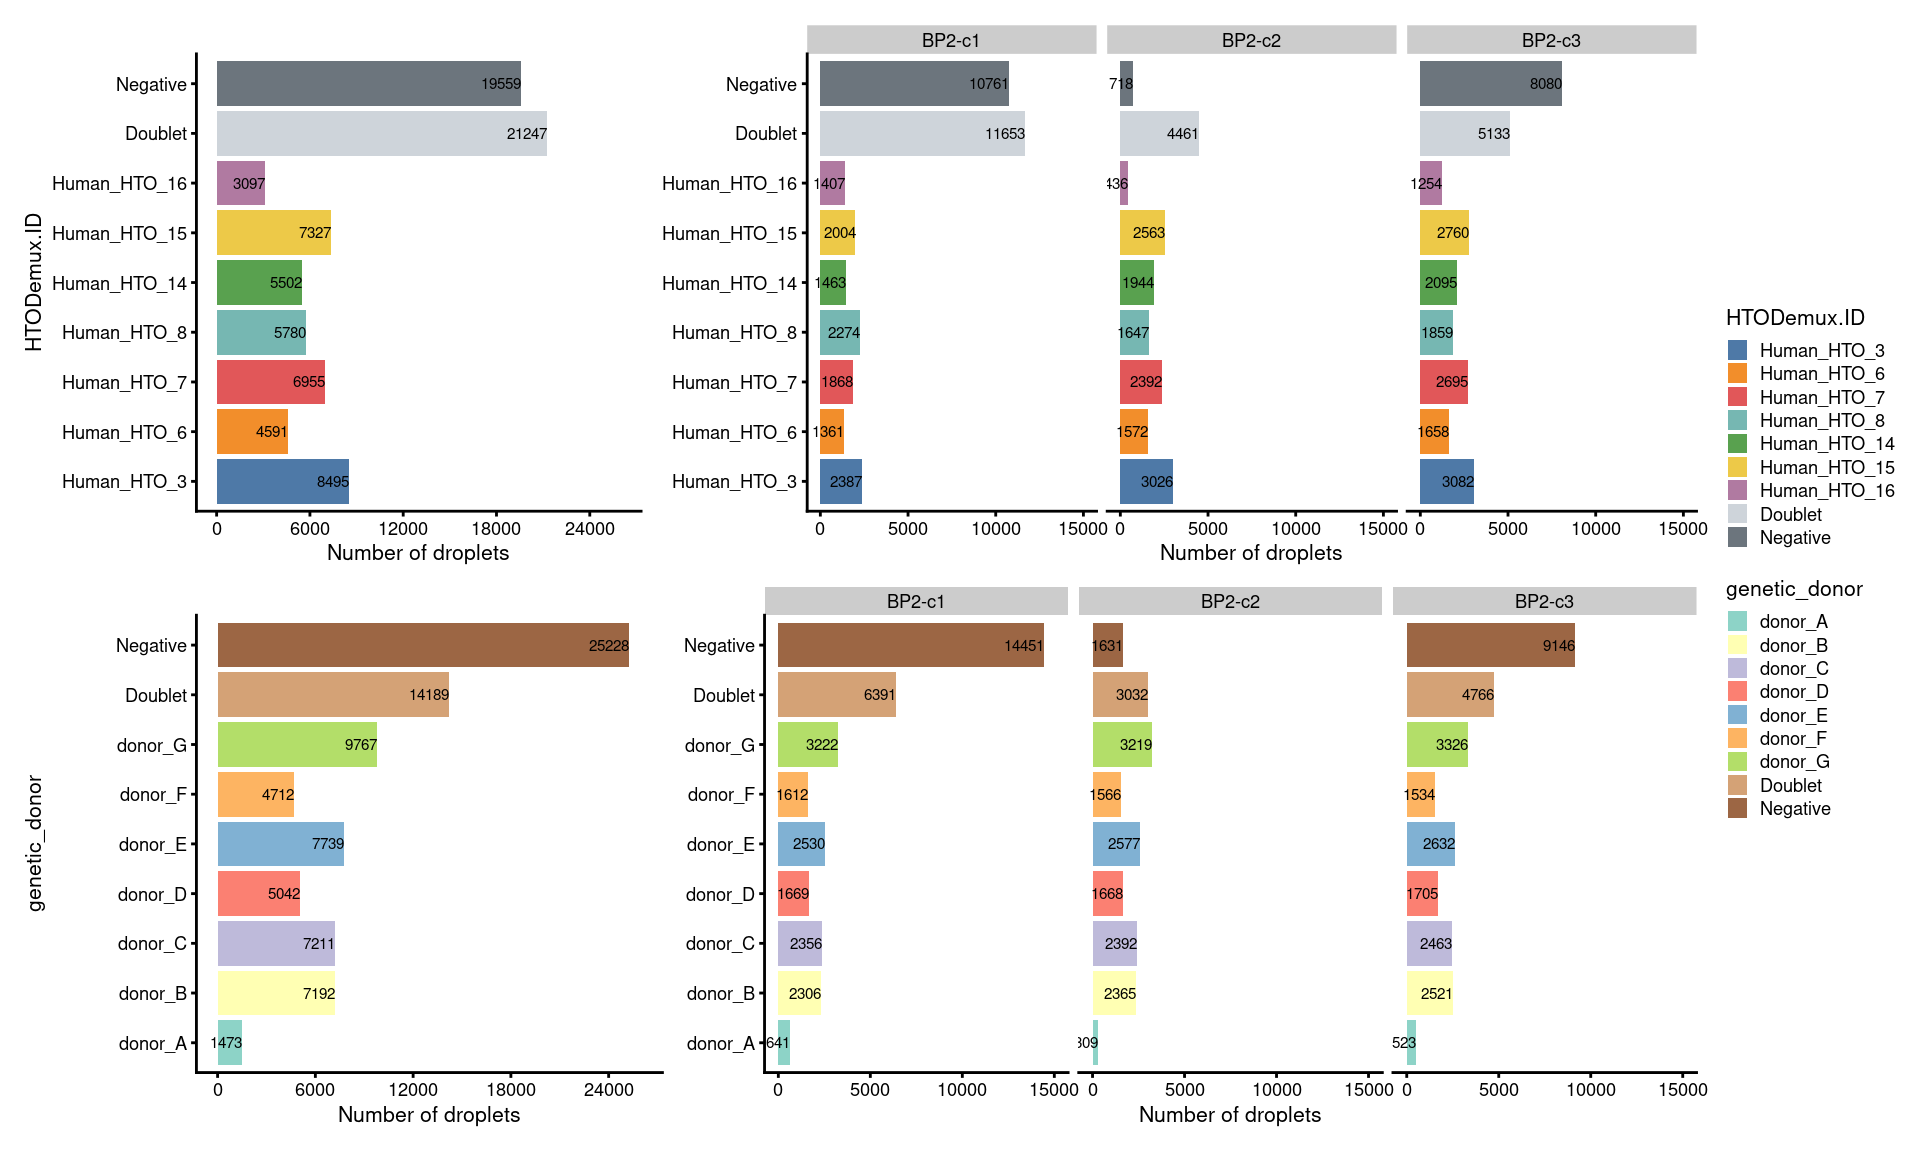 BP2-c1 BP2-c2 BP2-c3
HTODemux.ID
Negative 19559
Doublet 21247
Human_HTO_16 3097
Human_HTO_15 7327
Human_HTO_14 5502
Human_HTO_8 5780
Human_HTO_7 6955
Human_HTO_6 4591
Human_HTO_3 8495
0 6000 12000 18000 24000
Number of droplets
Negative 10761 718 8080
Doublet 11653 4461 5133
Human_HTO_16 1407 436 1254
Human_HTO_15 2004 2563 2760
Human_HTO_14 1463 1944 2095
Human_HTO_8 2274 1647 1859
Human_HTO_7 1868 2392 2695
Human_HTO_6 1361 1572 1658
Human_HTO_3 2387 3026 3082
0 5000 10000 15000 0 5000 10000 15000 0 5000 10000 15000
Number of droplets
HTODemux.ID
Human_HTO_3
Human_HTO_6
Human_HTO_7
Human_HTO_8
Human_HTO_14
Human_HTO_15
Human_HTO_16
Doublet
Negative
genetic_donor
Negative 25228
Doublet 14189
donor_G 9767
donor_F 4712
donor_E 7739
donor_D 5042
donor_C 7211
donor_B 7192
donor_A 1473
0 6000 12000 18000 24000
Number of droplets
BP2-c1 BP2-c2 BP2-c3
Negative 14451 1631 9146
Doublet 6391 3032 4766
donor_G 3222 3219 3326
donor_F 1612 1566 1534
donor_E 2530 2577 2632
donor_D 1669 1668 1705
donor_C 2356 2392 2463
donor_B 2306 2365 2521
donor_A 641 309 523
0 5000 10000 15000 0 5000 10000 15000 0 5000 10000 15000
Number of droplets
genetic_donor
donor_A
donor_B
donor_C
donor_D
donor_E
donor_F
donor_G
Doublet
Negative